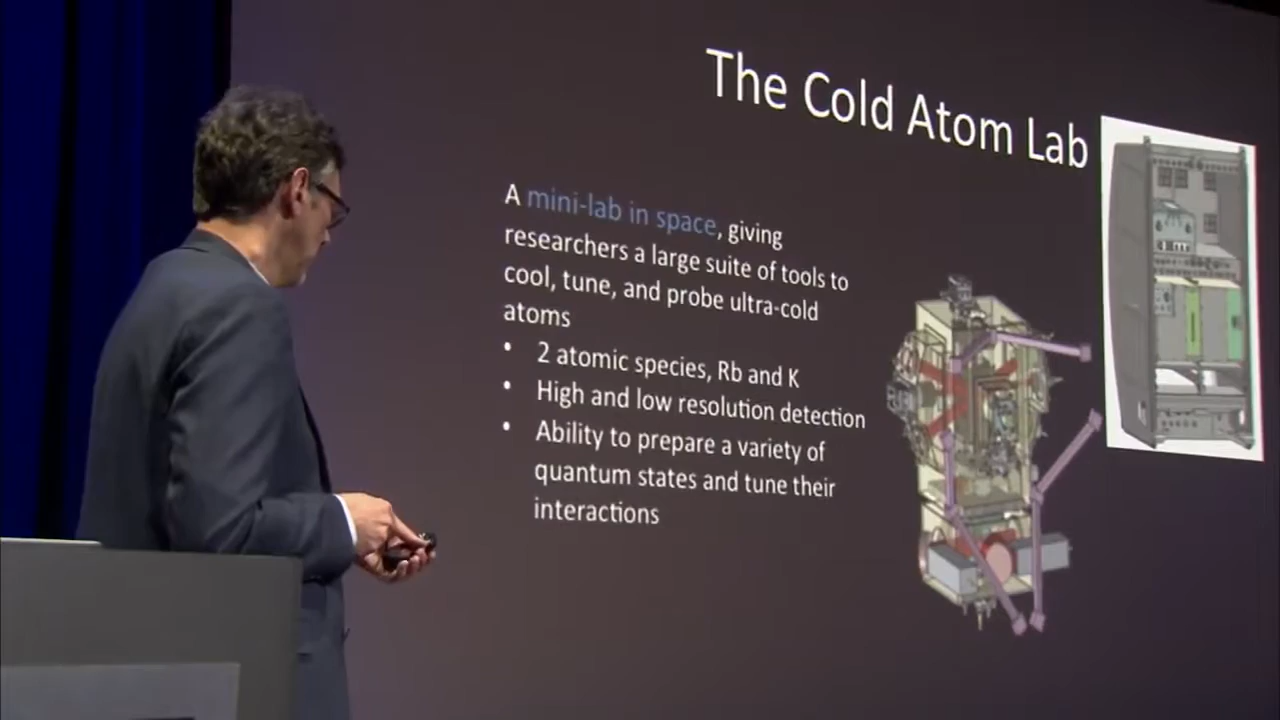 The Cold Atom Lab
A mini-lab in space, giving
researchers a large suite of tools to
cool, tune, and probe ultra-cold
atoms
• 2 atomic species, Rb and K
• High and low resolution detection
• Ability to prepare a variety of
quantum states and tune their
interactions